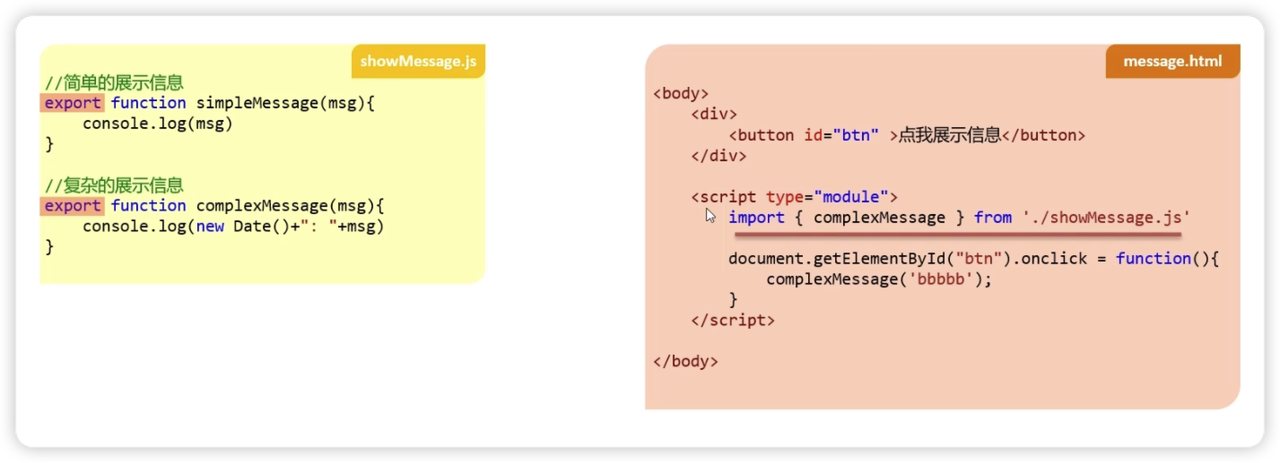 showMessage.js
//简单的展示信息
export function simpleMessage(msg){
console.log(msg)
}
//复杂的展示信息
export function complexMessage(msg){
console.log(new Date()+": "+msg)
}
message.html
<body>
<div>
<button id="btn" >点我展示信息</button>
</div>
<script type="module">
import { complexMessage } from './showMessage.js'
document.getElementById("btn").onclick = function(){
complexMessage('bbbbb');
}
</script>
</body>